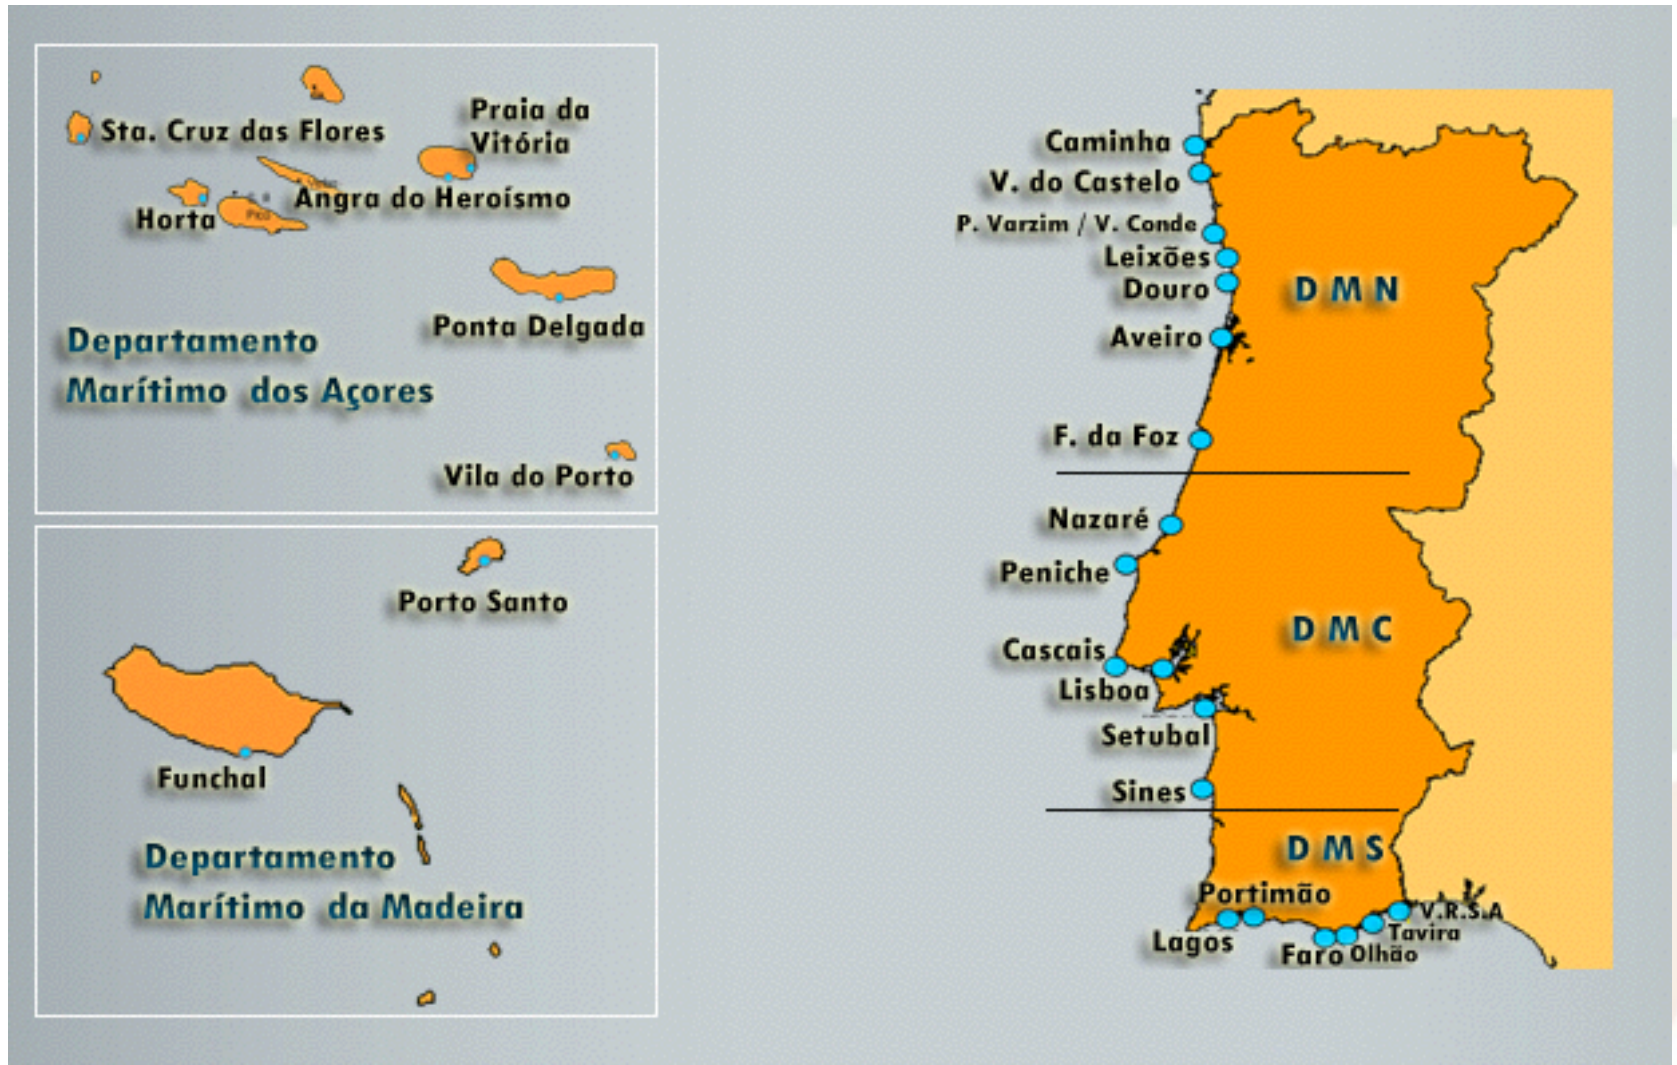 Praia da
Vitória
Sta. Cruz das Flores
Angra do Heroísmo
Horta
Pico
Ponta Delgada
Departamento
Marítimo dos Açores
Vila do Porto
Porto Santo
Funchal
Departamento
Marítimo da Madeira
Caminha
V. do Castelo
P. Varzim / V. Conde
Leixões
Douro
D M N
Aveiro
F. da Foz
Nazaré
Peniche
D M C
Cascais
Lisboa
Setubal
Sines
D M S
Portimão
V.R.S.A
Tavira
Lagos
Faro
Olhão